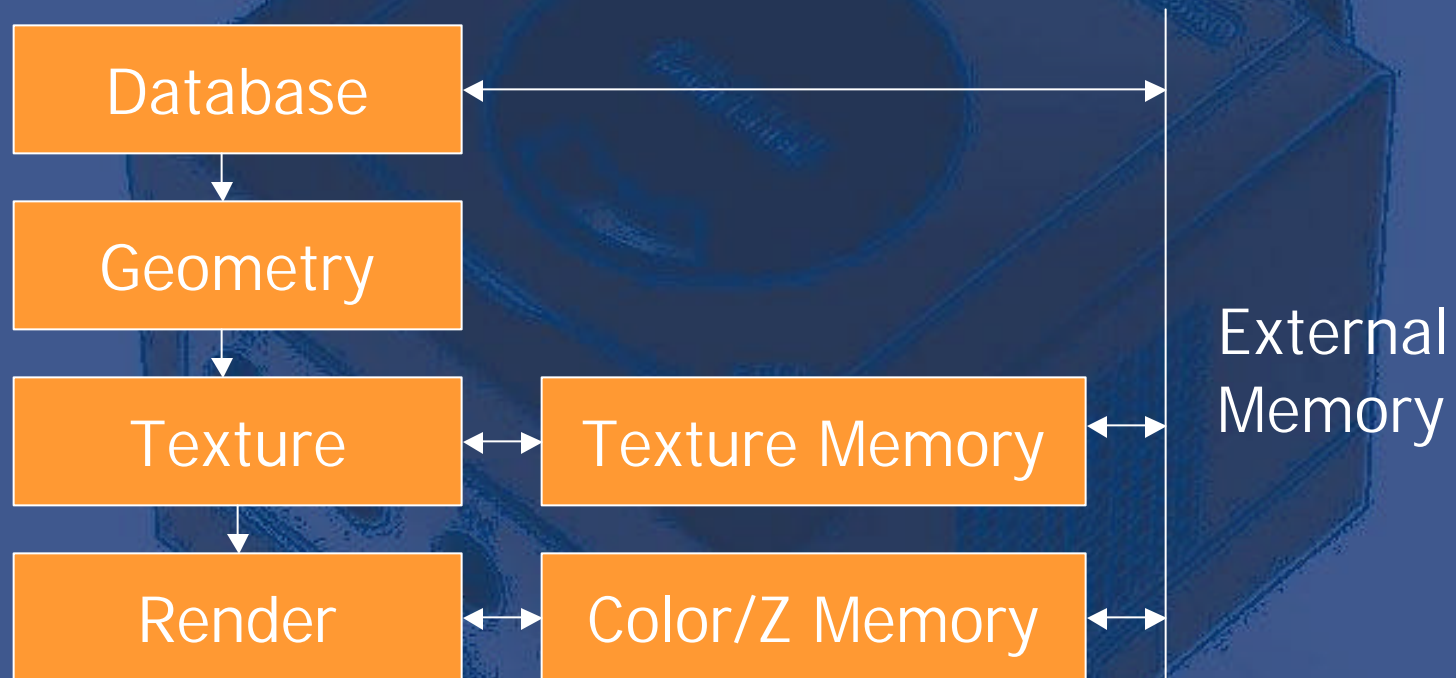 Database
Geometry
Texture
Texture Memory
External
Memory
Render
Color/Z Memory